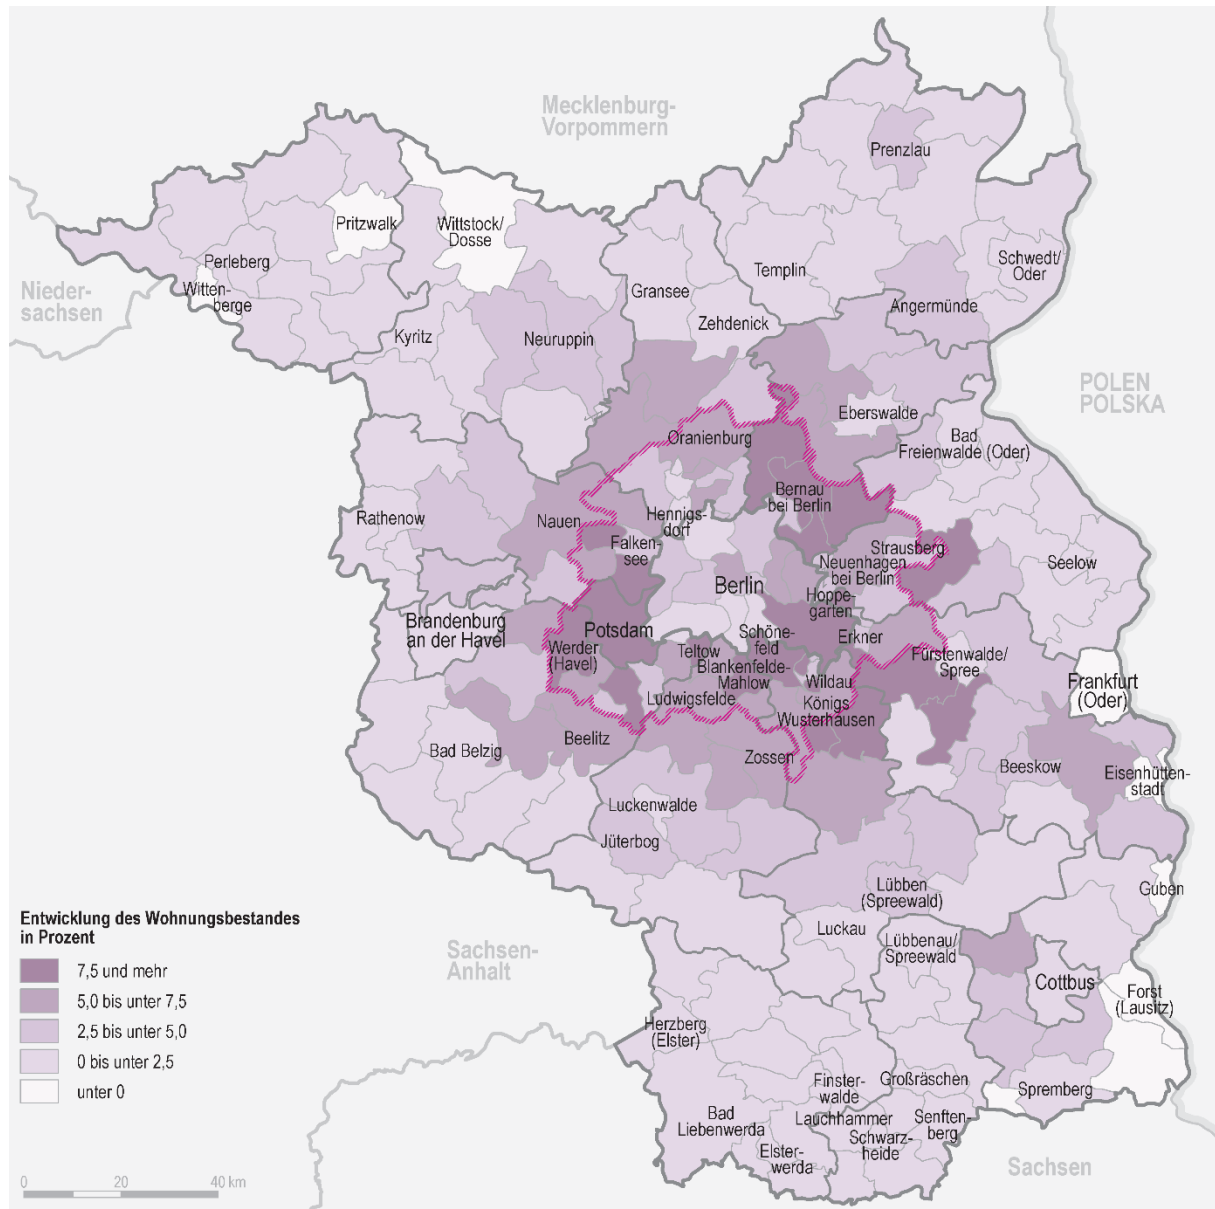 Mecklenburg-
Vorpommern
Prenzlau
Pritzwalk
Wittstock/
Dosse
Perleberg
Witten-
berge
Nieder-
sachsen
Schwedt/
Oder
Templin
Gransee
Angermünde
Zehdenick
Kyritz
Neuruppin
POLEN
POLSKA
Eberswalde
Oranienburg
Bad
Freienwalde (Oder)
Bernau
bei Berlin
Rathenow
Nauen
Hennigs-
dorf
Falken-
see
Strausberg
Neuenhagen
bei Berlin
Seelow
Berlin
Hoppe-
garten
Brandenburg
an der Havel
Potsdam
Schöne-
feld
Erkner
Werder
(Havel)
Teltow
Blankenfelde-
Mahlow
Wildau
Fürstenwalde/
Spree
Frankfurt
(Oder)
Ludwigsfelde
Königs
Wusterhausen
Beelitz
Bad Belzig
Zossen
Beeskow
Eisenhütten-
stadt
Luckenwalde
Jüterbog
Lübben
(Spreewald)
Guben
Luckau
Lübbenau/
Spreewald
Sachsen-
Anhalt
Cottbus
Forst
(Lausitz)
Herzberg
(Elster)
Finster-
walde
Großräschen
Spremberg
Bad
Liebenwerda
Lauchhammer
Senften-
berg
Schwarz-
heide
Elster-
werda
Sachsen
Entwicklung des Wohnungsbestandes
in Prozent
7,5 und mehr
5,0 bis unter 7,5
2,5 bis unter 5,0
0 bis unter 2,5
unter 0
0 20 40 km